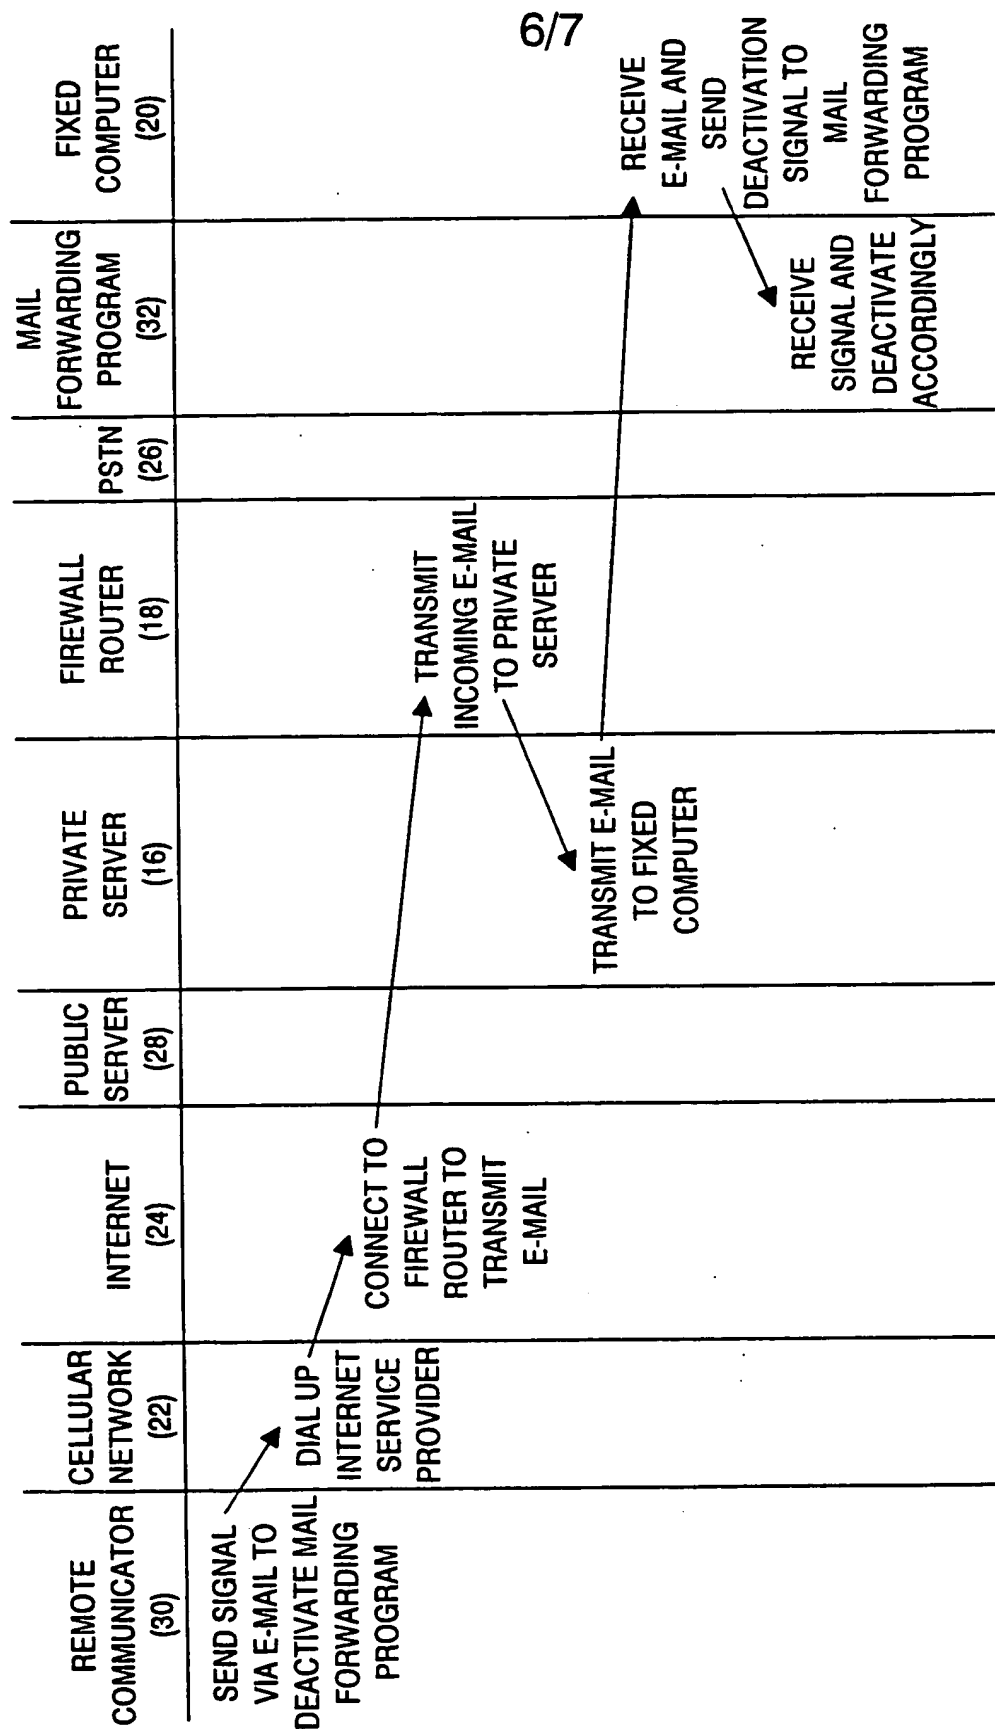 6/7
REMOTE
COMMUNICATOR
(30)
CELLULAR
NETWORK
(22)
INTERNET
(24)
PUBLIC
SERVER
(28)
PRIVATE
SERVER
(16)
FIREWALL
ROUTER
(18)
PSTN
(26)
MAIL
FORWARDING
PROGRAM
(32)
FIXED
COMPUTER
(20)
SEND SIGNAL
VIA E-MAIL TO
DEACTIVATE MAIL
FORWARDING
PROGRAM
DIAL UP
INTERNET
SERVICE
PROVIDER
CONNECT TO
FIREWALL
ROUTER TO
TRANSMIT
E-MAIL
TRANSMIT
INCOMING E-MAIL
TO PRIVATE
SERVER
TRANSMIT E-MAIL
TO FIXED
COMPUTER
RECEIVE
E-MAIL AND
SEND
DEACTIVATION
SIGNAL TO
MAIL
FORWARDING
PROGRAM
RECEIVE
SIGNAL AND
DEACTIVATE
ACCORDINGLY